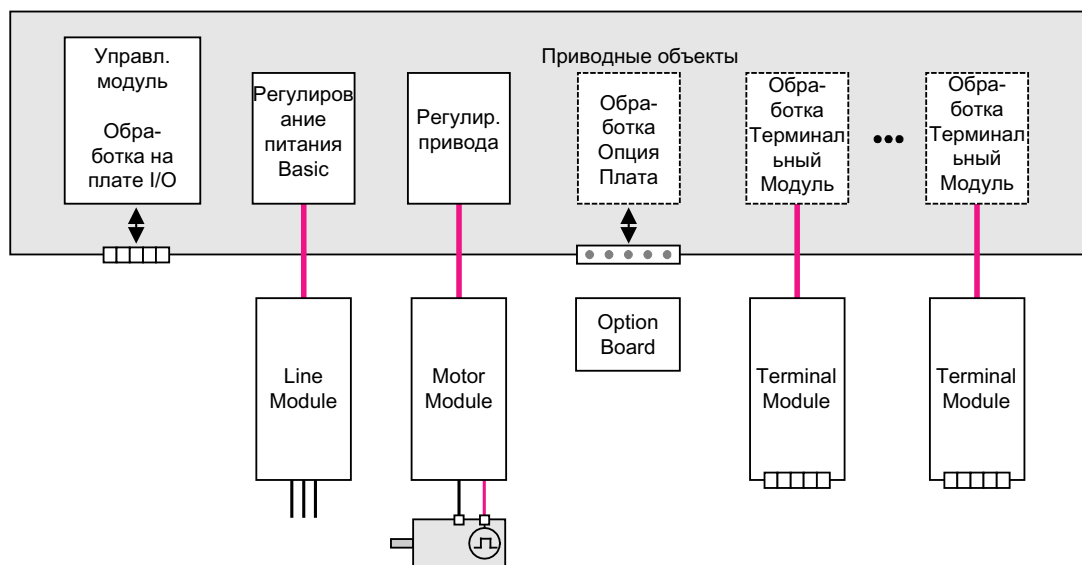 Приводные объекты
Управл.
модуль
Обра-
ботка на
плате I/O
Регулиров
ание
питания
Basic
Регулир.
привода
Обра-
ботка
Опция
Плата
Обра-
ботка
Терминал
ьный
Модуль
Обра-
ботка
Терминал
ьный
Модуль
Line
Module
Motor
Module
Option
Board
Terminal
Module
Terminal
Module